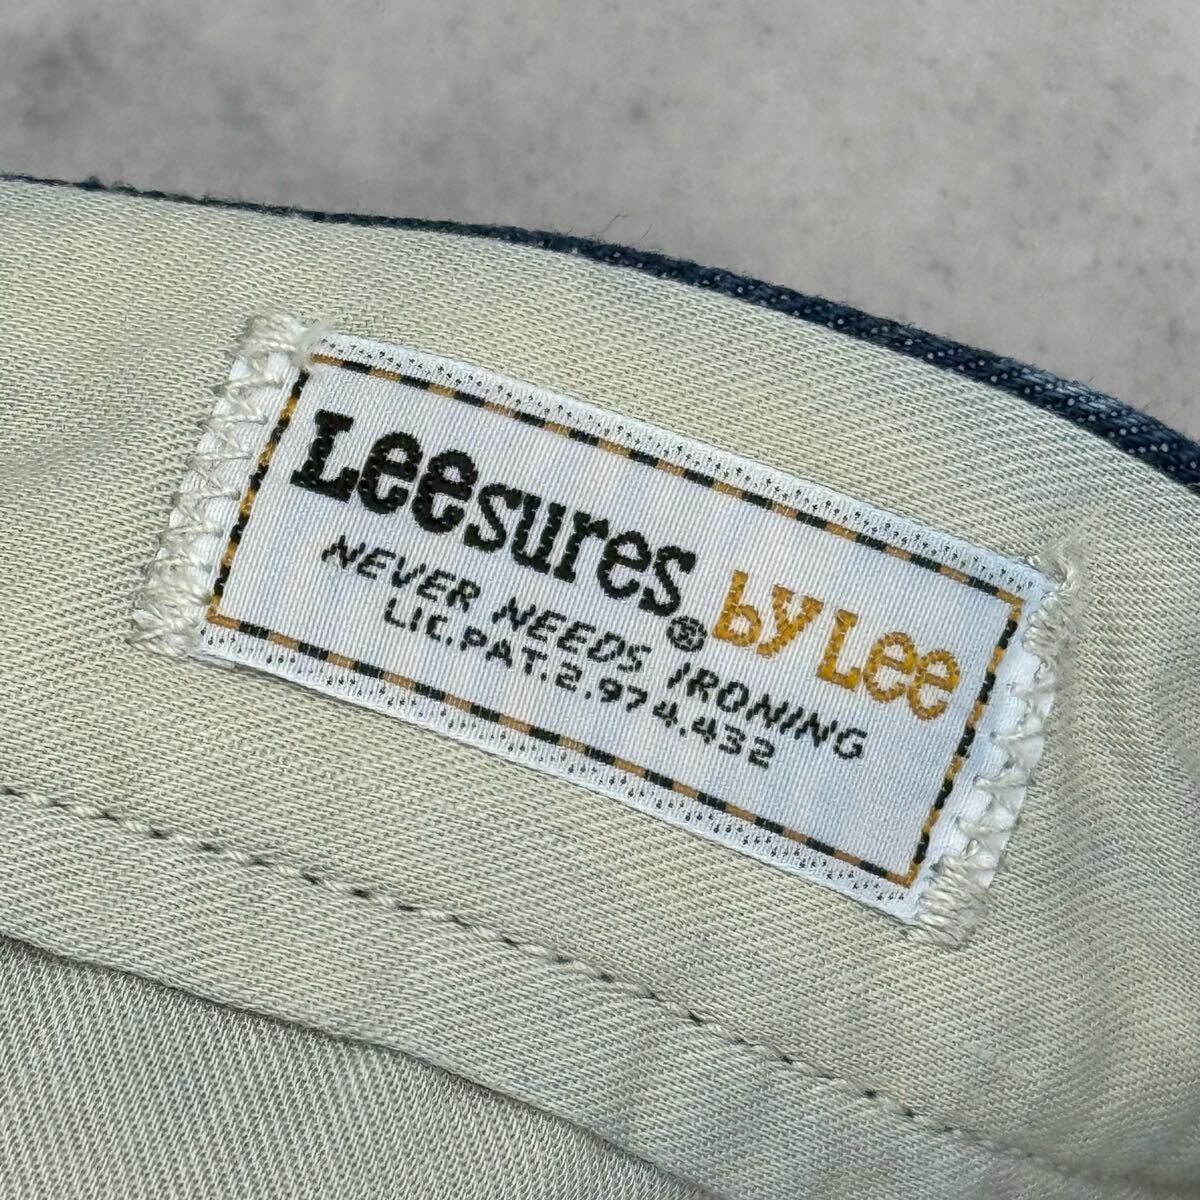 Leesures® by Lee
NEVER NEEDS IRONING
LIC.PAT.2.974.432